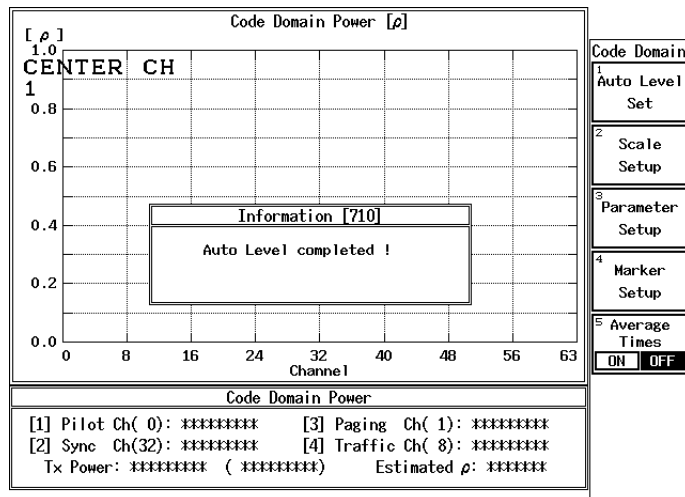 Code Domain Power [ρ]
[ ρ ]
1.0
CENTER CH
1
0.8
0.6
0.4
0.2
0.0
0 8 16 24 32 40 48 56 63
Channel
Information [710]
Auto Level completed !
Code Domain Power
[1] Pilot Ch( 0): ********* [3] Paging Ch( 1): *********
[2] Sync Ch(32): ********* [4] Traffic Ch( 8): *********
Tx Power: ********* ( *********) Estimated ρ: *******
Code Domain
1
Auto Level
Set
2
Scale
Setup
3
Parameter
Setup
4
Marker
Setup
5 Average
Times
ON OFF